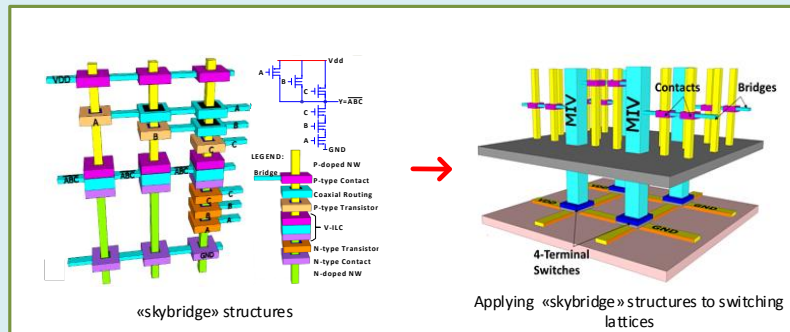 VDD
A
A
B
B
C
C
ABC
ABC
ABC
C
C
B
B
A
A
GND
Vdd
A
B
C
Y=ABC
C
B
A
GND
LEGEND:
Bridge
P-doped NW
P-type Contact
Coaxial Routing
P-type Transistor
V-ILC
N-type Transistor
N-type Contact
N-doped NW
«skybridge» structures
Contacts
Bridges
MIV
MIV
VDD
GND
GND
4-Terminal
Switches
Applying «skybridge» structures to switching
lattices